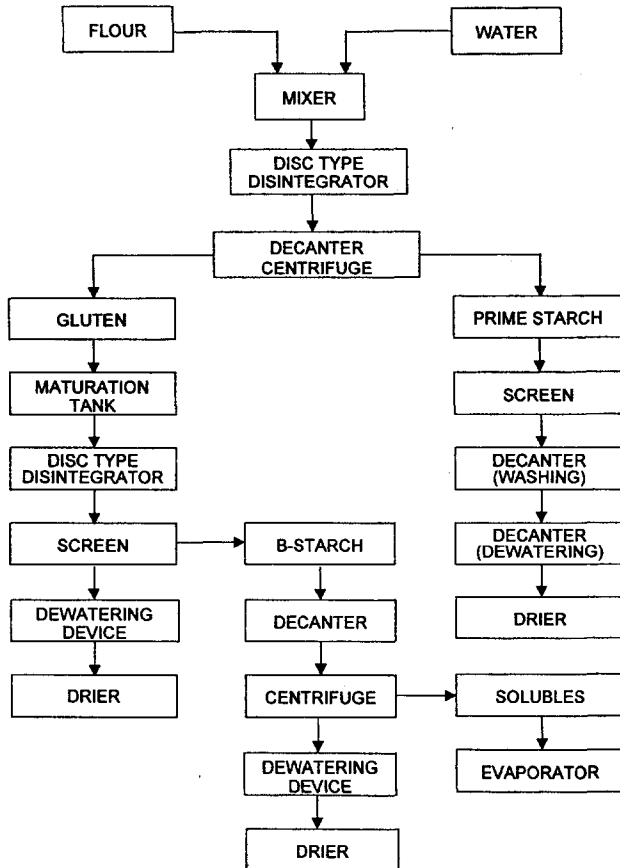 FLOUR
WATER
MIXER
DISC TYPE
DISINTEGRATOR
DECANTER
CENTRIFUGE
GLUTEN
PRIME STARCH
MATURATION
TANK
SCREEN
DISC TYPE
DISINTEGRATOR
DECANTER
(WASHING)
SCREEN
B-STARCH
DECANTER
(DEWATERING)
DEWATERING
DEVICE
DECANTER
DRIER
DRIER
CENTRIFUGE
SOLUBLES
DEWATERING
DEVICE
EVAPORATOR
DRIER